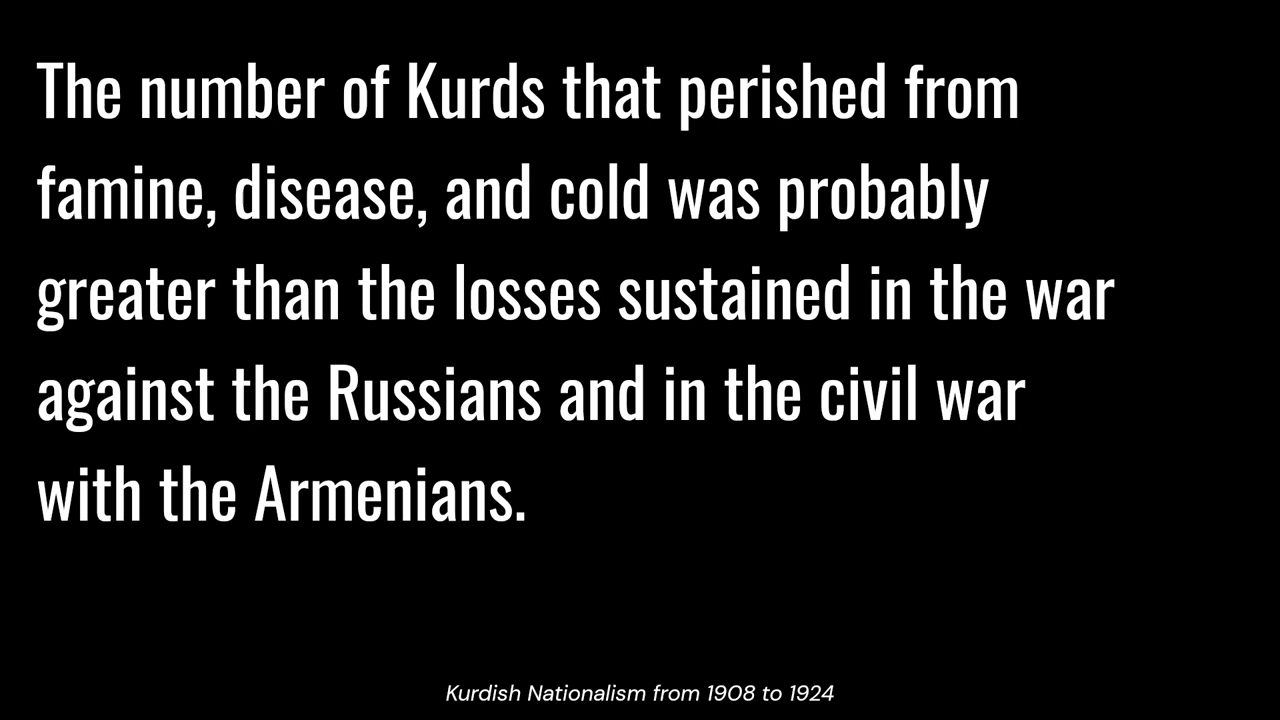 The number of Kurds that perished from
famine, disease, and cold was probably
greater than the losses sustained in the war
against the Russians and in the civil war
with the Armenians.
Kurdish Nationalism from 1908 to 1924